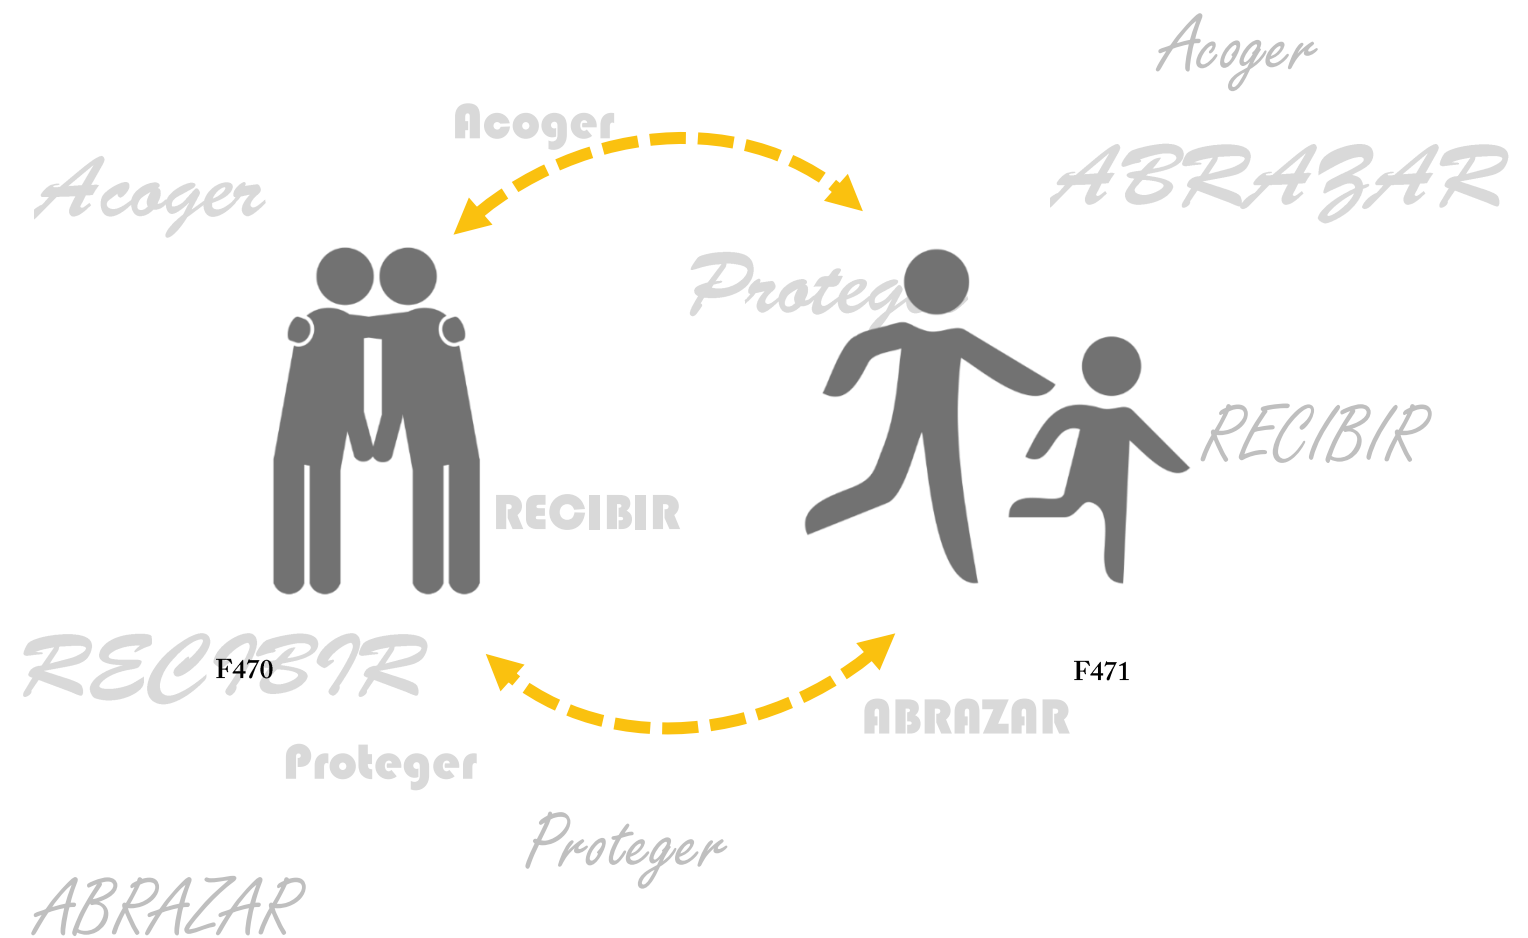 Acoger
Acoger
ABRAZAR
Acoger
Proteger
RECIBIR
RECIBIR
RECIBIR
F470
F471
ABRAZAR
Proteger
Proteger
ABRAZAR